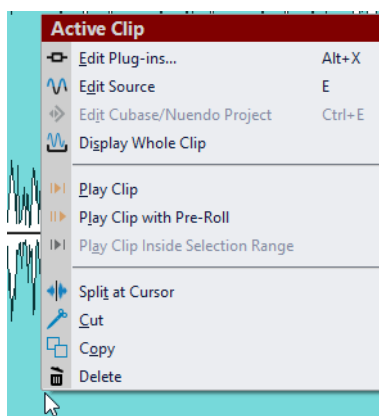 Active Clip
Edit Plug-ins... Alt+X
Edit Source E
Edit Cubase/Nuendo Project Ctrl+E
Display Whole Clip
Play Clip
Play Clip with Pre-Roll
Play Clip Inside Selection Range
Split at Cursor
Cut
Copy
Delete